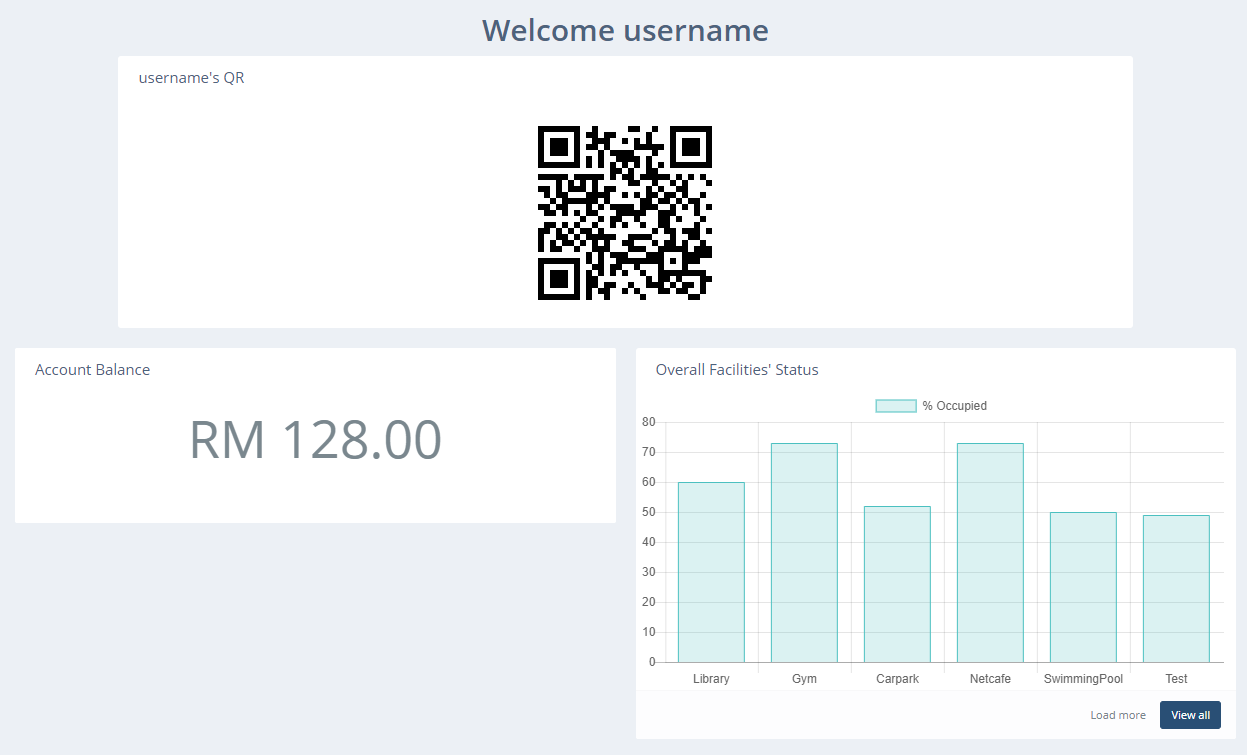 Welcome username
username's QR
Account Balance
RM 128.00
Overall Facilities' Status
% Occupied
80
70
60
50
40
30
20
10
0
Library Gym Carpark Netcafe SwimmingPool Test
Load more View all